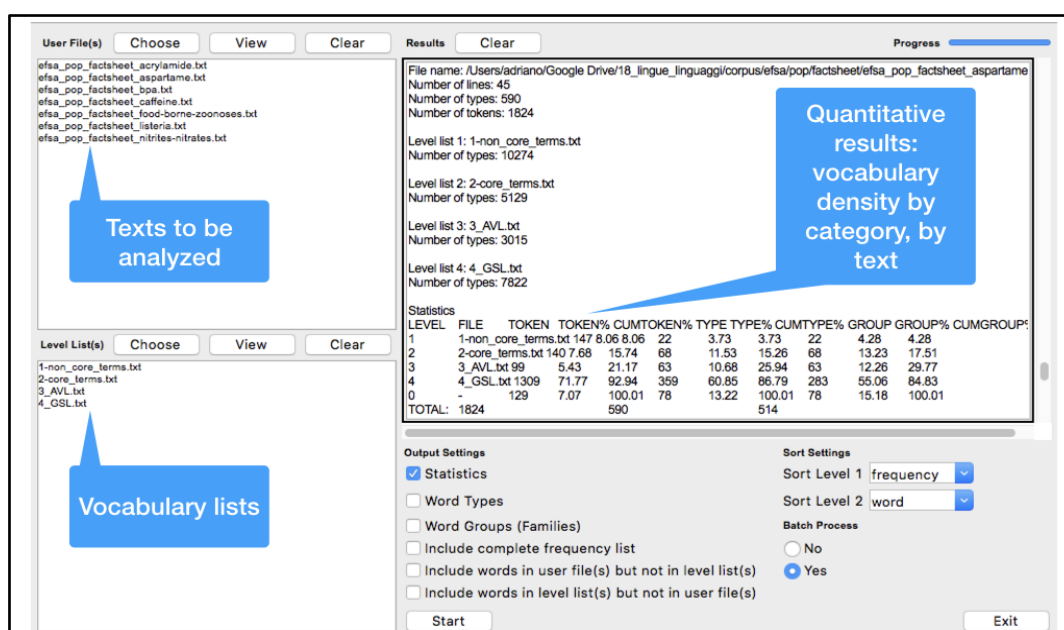 User File(s) Choose View Clear
efsa_pop_factsheet_acrylamide.txt
efsa_pop_factsheet_aspartame.txt
efsa_pop_factsheet_bpa.txt
efsa_pop_factsheet_caffeine.txt
efsa_pop_factsheet_food-borne-zoonoses.txt
efsa_pop_factsheet_listeria.txt
efsa_pop_factsheet_nitrites-nitrates.txt
Texts to be
analyzed
Level List(s) Choose View Clear
1-non_core_terms.txt
2-core_terms.txt
3_AVL.txt
4_GSL.txt
Vocabulary lists
Results Clear Progress
File name: /Users/adriano/Google Drive/18_lingue_linguaggi/corpus/efsa/pop/factsheet/efsa_pop_factsheet_aspartame
Number of lines: 45
Number of types: 590
Number of tokens: 1824
Level list 1: 1-non_core_terms.txt
Number of types: 10274
Level list 2: 2-core_terms.txt
Number of types: 5129
Level list 3: 3_AVL.txt
Number of types: 3015
Level list 4: 4_GSL.txt
Number of types: 7822
Quantitative
results:
vocabulary
density by
category, by
text
Statistics
LEVEL FILE TOKEN TOKEN% CUMTOKEN% TYPE TYPE% CUMTYPE% GROUP GROUP% CUMGROUP%
1 1-non_core_terms.txt 147 8.06 8.06 22 3.73 3.73 22 4.28 4.28
2 2-core_terms.txt 140 7.68 15.74 68 11.53 15.26 68 13.23 17.51
3 3_AVL.txt 99 5.43 21.17 63 10.68 25.94 63 12.26 29.77
4 4_GSL.txt 1309 71.77 92.94 359 60.85 86.79 283 55.06 84.83
0 - 129 7.07 100.01 78 13.22 100.01 78 15.18 100.01
TOTAL: 1824 590 514
Output Settings
Statistics
Word Types
Word Groups (Families)
Include complete frequency list
Include words in user file(s) but not in level list(s)
Include words in level list(s) but not in user file(s)
Start
Sort Settings
Sort Level 1 frequency
Sort Level 2 word
Batch Process
No
Yes
Exit